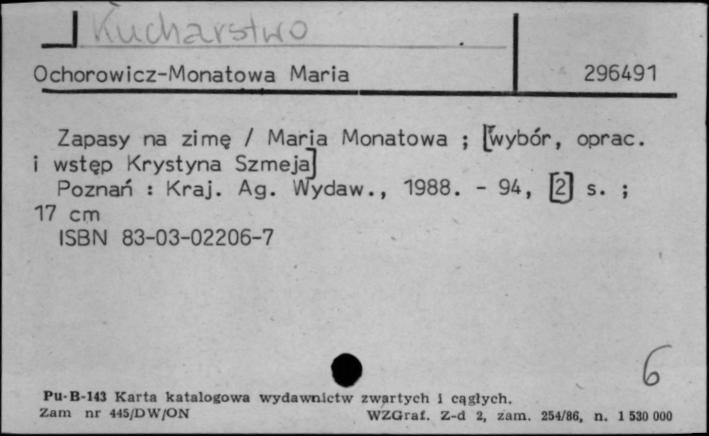 Kucharstwo
Ochorowicz-Monatowa Maria 296491
Zapasy na zimę / Maria Monatowa ; [wybór, oprac.
i wstęp Krystyna Szmeja]
Poznań : Kraj. Ag. Wydaw., 1988. - 94, [2] s. ;
17 cm
ISBN 83-03-02206-7
6
Pu-B-143 Karta katalogowa wydawnictw zwartych i ciągłych.
Zam nr 445/DW/ON WZGraf. Z-d 2, zam. 254/86, n. 1 530 000